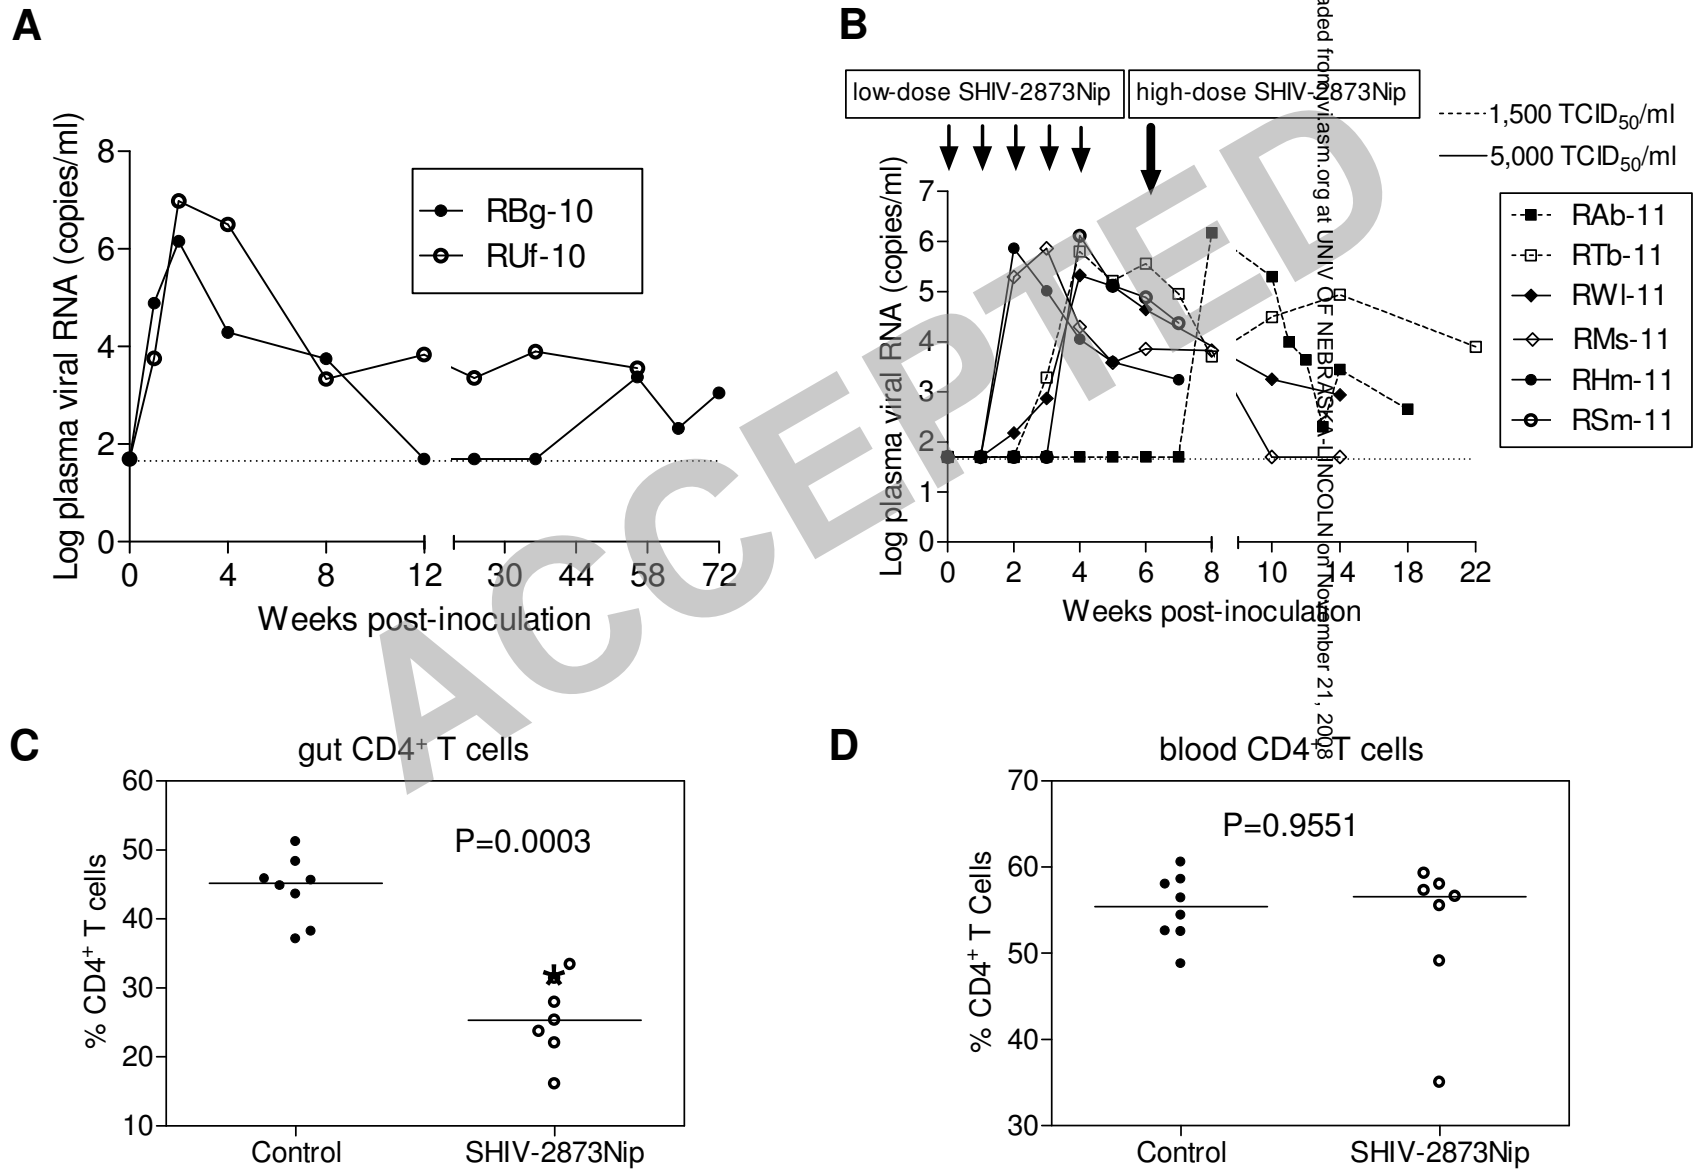 A
Log plasma viral RNA (copies/ml)
8
6
4
2
0
0 4 8 12 30 44 58 72
Weeks post-inoculation
RBg-10
RUf-10
B
low-dose SHIV-2873Nip
high-dose SHIV-2873Nip
1,500 TCID50/ml
5,000 TCID50/ml
Log plasma viral RNA (copies/ml)
7
6
5
4
3
2
1
0
0 2 4 6 8 10 14 18 22
Weeks post-inoculation
RAb-11
RTb-11
RWl-11
RMs-11
RHm-11
RSm-11
aded from jvi.asm.org at UNIV OF NEBRASKA-LINCOLN on November 21, 2008
ACCEPTED
C
gut CD4+ T cells
% CD4+ T cells
60
50
40
30
20
10
P=0.0003
Control SHIV-2873Nip
D
blood CD4+ T cells
% CD4+ T Cells
70
60
50
40
30
P=0.9551
Control SHIV-2873Nip